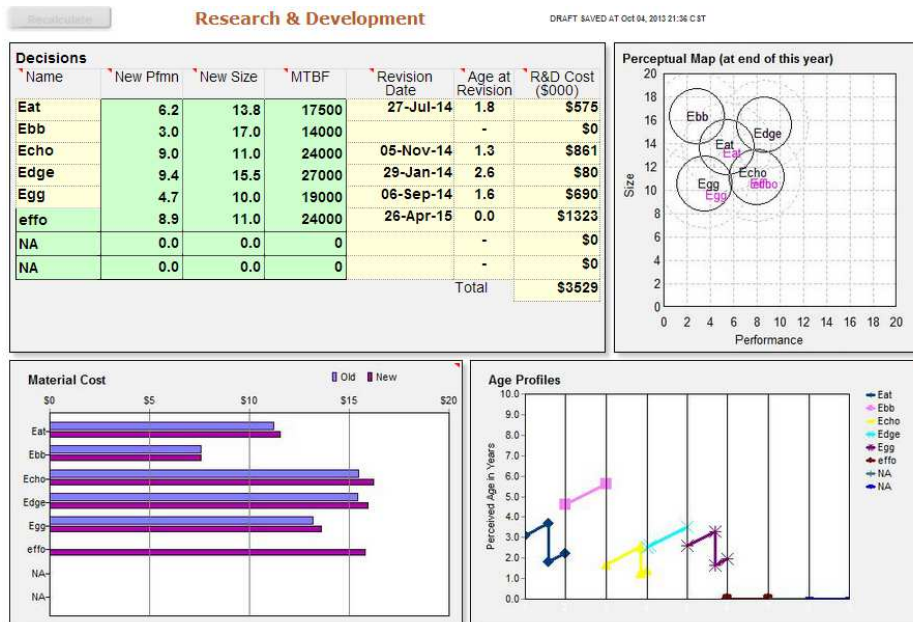 Recalculate
Research & Development
DRAFT SAVED AT Oct 04, 2013 21:36 CST
Decisions
Name New Pfmn New Size MTBF Revision Date Age at Revision R&D Cost ($000)
Eat 6.2 13.8 17500 27-Jul-14 1.8 $575
Ebb 3.0 17.0 14000 - $0
Echo 9.0 11.0 24000 05-Nov-14 1.3 $861
Edge 9.4 15.5 27000 29-Jan-14 2.6 $80
Egg 4.7 10.0 19000 06-Sep-14 1.6 $690
effo 8.9 11.0 24000 26-Apr-15 0.0 $1323
NA 0.0 0.0 0 - $0
NA 0.0 0.0 0 - $0
Total $3529
Perceptual Map (at end of this year)
20
18
16
14
12
10
8
6
4
2
0
Size
Ebb
Edge
Eat
Eat
Echo
Egg
effo
Egg
0 2 4 6 8 10 12 14 16 18 20
Performance
Material Cost
Old New
$0 $5 $10 $15 $20
Eat
Ebb
Echo
Edge
Egg
effo
NA
NA
Age Profiles
10.0
9.0
8.0
7.0
6.0
5.0
4.0
3.0
2.0
1.0
0.0
Perceived Age in Years
Eat
Ebb
Echo
Edge
Egg
effo
NA
NA